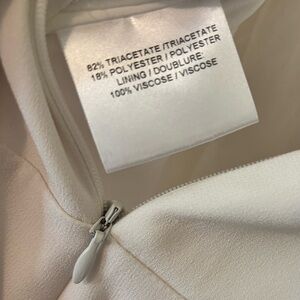 82% TRIACETATE /TRIACETATE
18% POLYESTER / POLYESTER
LINING / DOUBLURE:
100% VISCOSE / VISCOSE